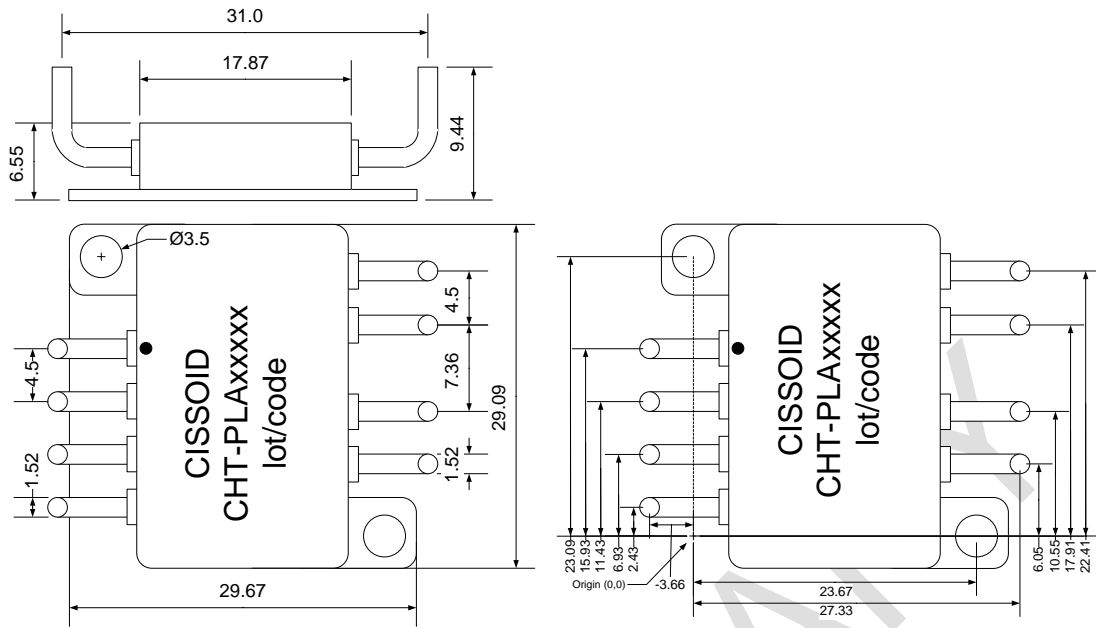 31.0
17.87
6.55
9.44
Ø3.5
4.5
4.5
7.36
1.52
1.52
29.09
29.67
CISSOID
CHT-PLAxxxxx
lot/code
CISSOID
CHT-PLAxxxxx
lot/code
23.09
15.93
11.43
6.93
2.43
Origin (0,0)
-3.66
23.67
27.33
6.05
10.55
17.91
22.41